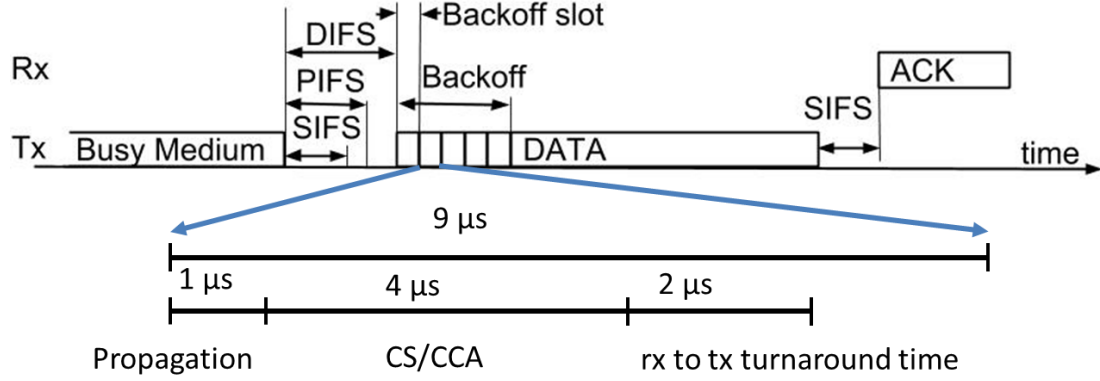 Backoff slot
DIFS
Rx
PIFS
Backoff
ACK
SIFS
SIFS
Tx
Busy Medium
DATA
time
9 µs
1 µs
4 µs
2 µs
Propagation
CS/CCA
rx to tx turnaround time